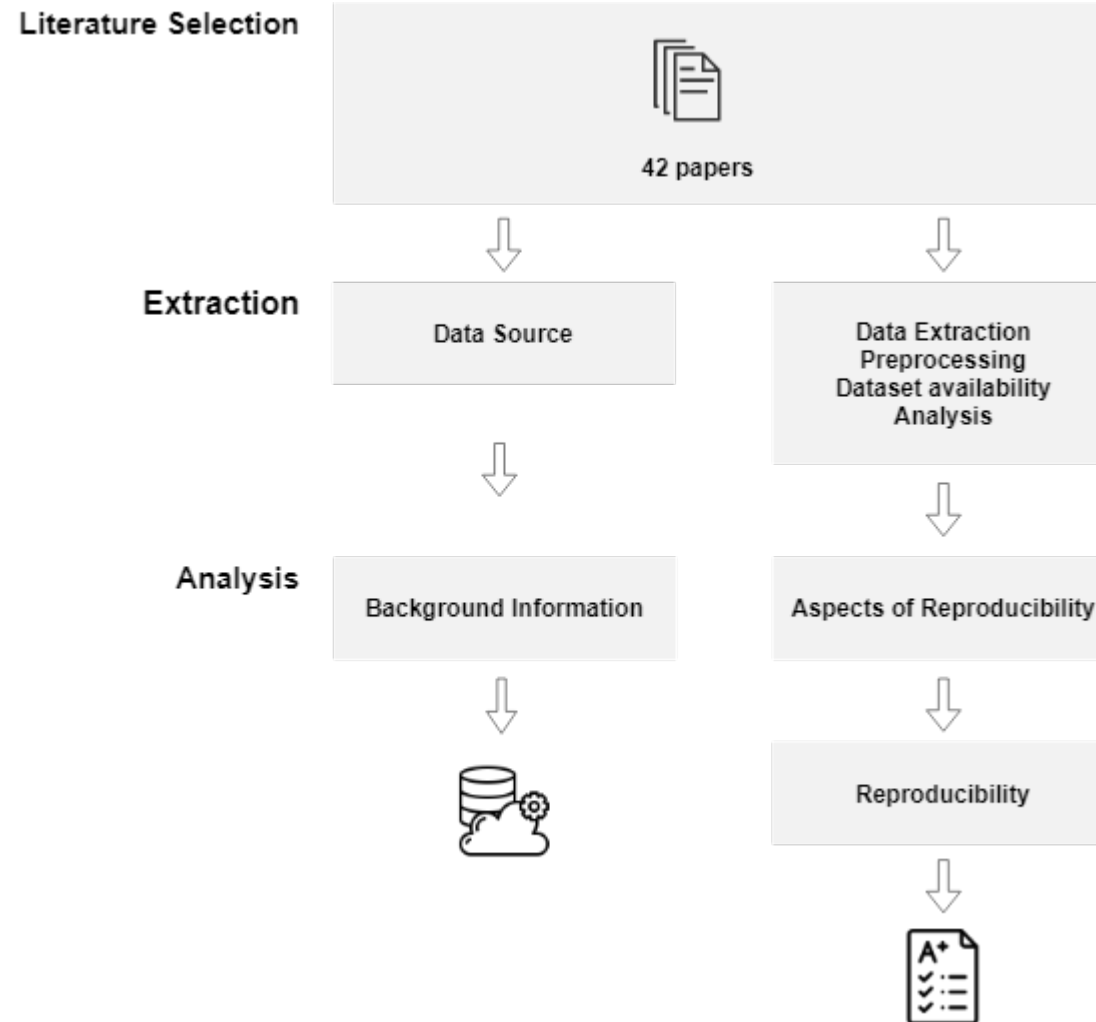 Literature Selection
42 papers
Extraction
Data Source
Data Extraction
Preprocessing
Dataset availability
Analysis
Analysis
Background Information
Aspects of Reproducibility
Reproducibility
A+